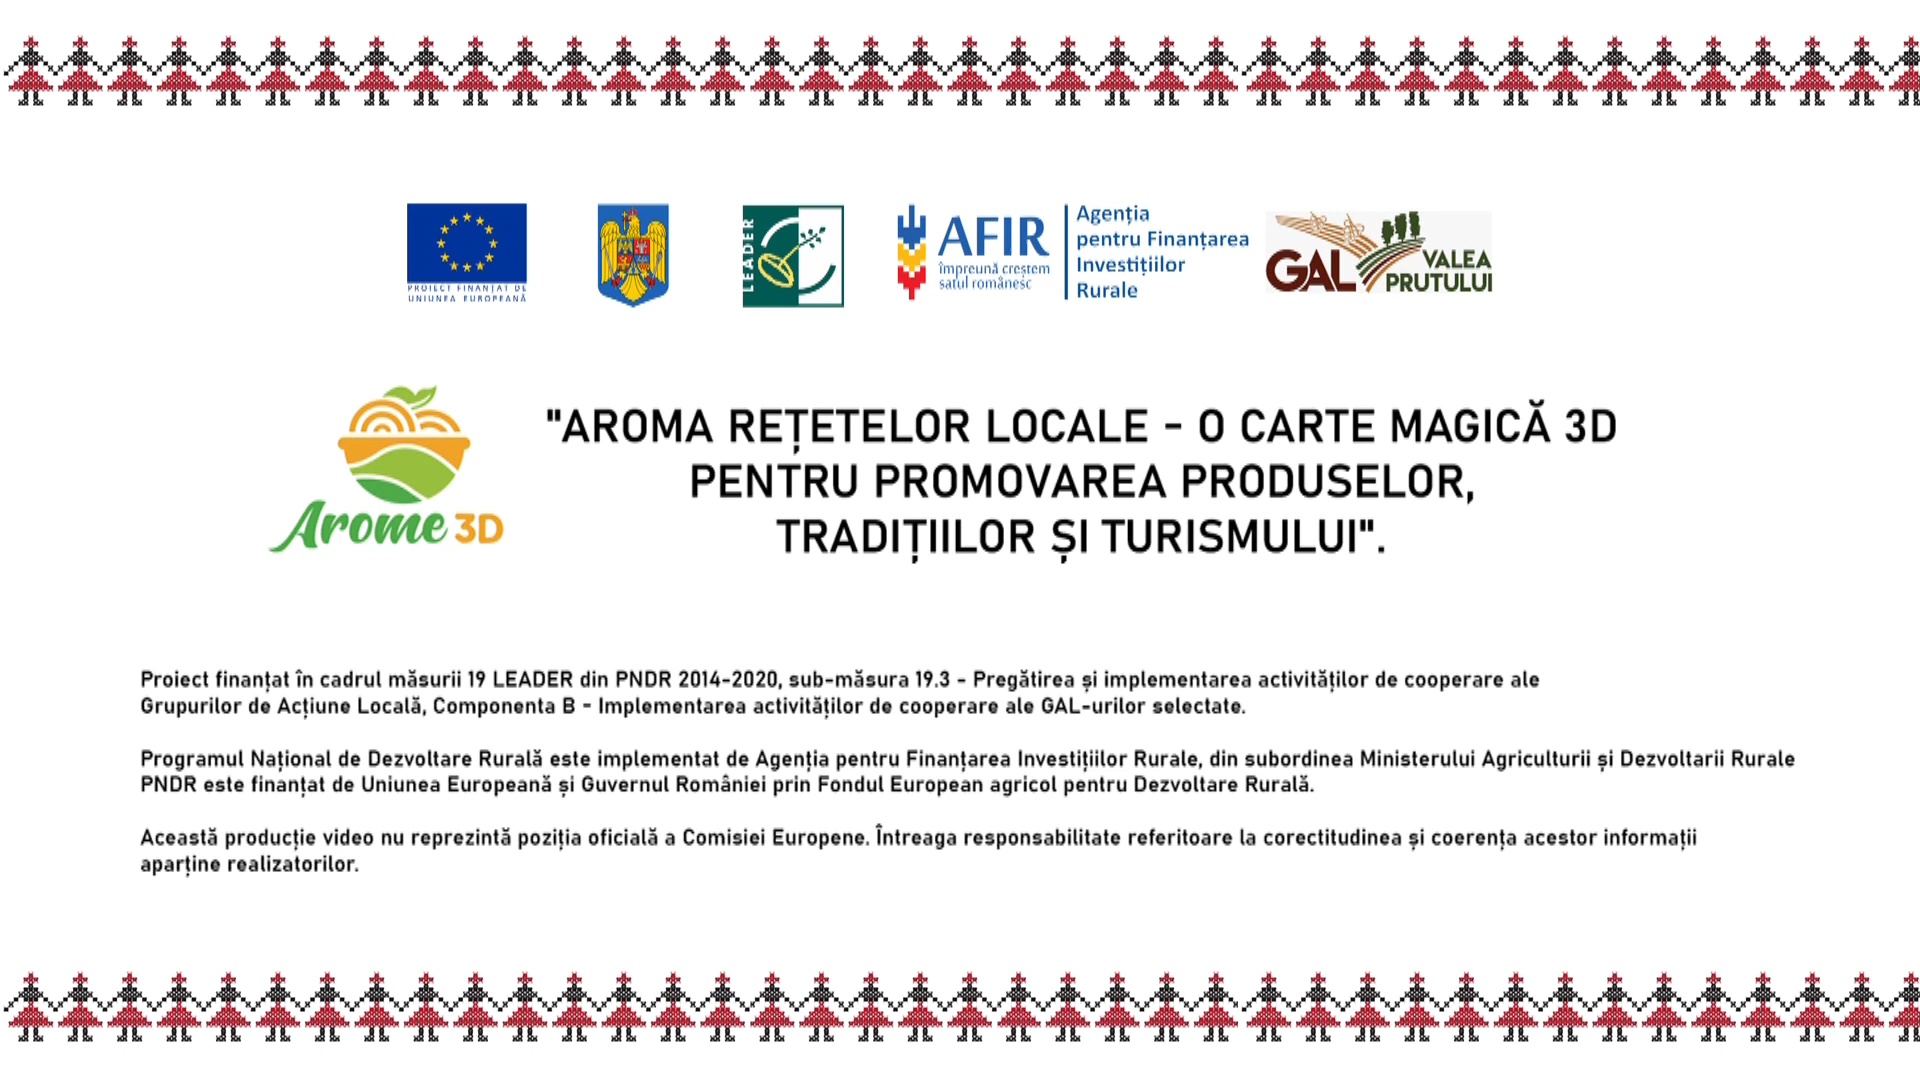 PROIECT FINANȚAT DE
UNIUNEA EUROPEANĂ
LEADER
AFIR
împreună creștem
satul românesc
Agenția
pentru Finanțarea
Investițiilor
Rurale
GAL
VALEA
PRUTULUI
Arome 3D
"AROMA REȚETELOR LOCALE - O CARTE MAGICĂ 3D
PENTRU PROMOVAREA PRODUSELOR,
TRADIȚIILOR ȘI TURISMULUI".
Proiect finanțat în cadrul măsurii 19 LEADER din PNDR 2014-2020, sub-măsura 19.3 - Pregătirea și implementarea activităților de cooperare ale
Grupurilor de Acțiune Locală, Componenta B - Implementarea activităților de cooperare ale GAL-urilor selectate.
Programul Național de Dezvoltare Rurală este implementat de Agenția pentru Finanțarea Investițiilor Rurale, din subordinea Ministerului Agriculturii și Dezvoltarii Rurale
PNDR este finanțat de Uniunea Europeană și Guvernul României prin Fondul European agricol pentru Dezvoltare Rurală.
Această producție video nu reprezintă poziția oficială a Comisiei Europene. Întreaga responsabilitate referitoare la corectitudinea și coerența acestor informații
aparține realizatorilor.